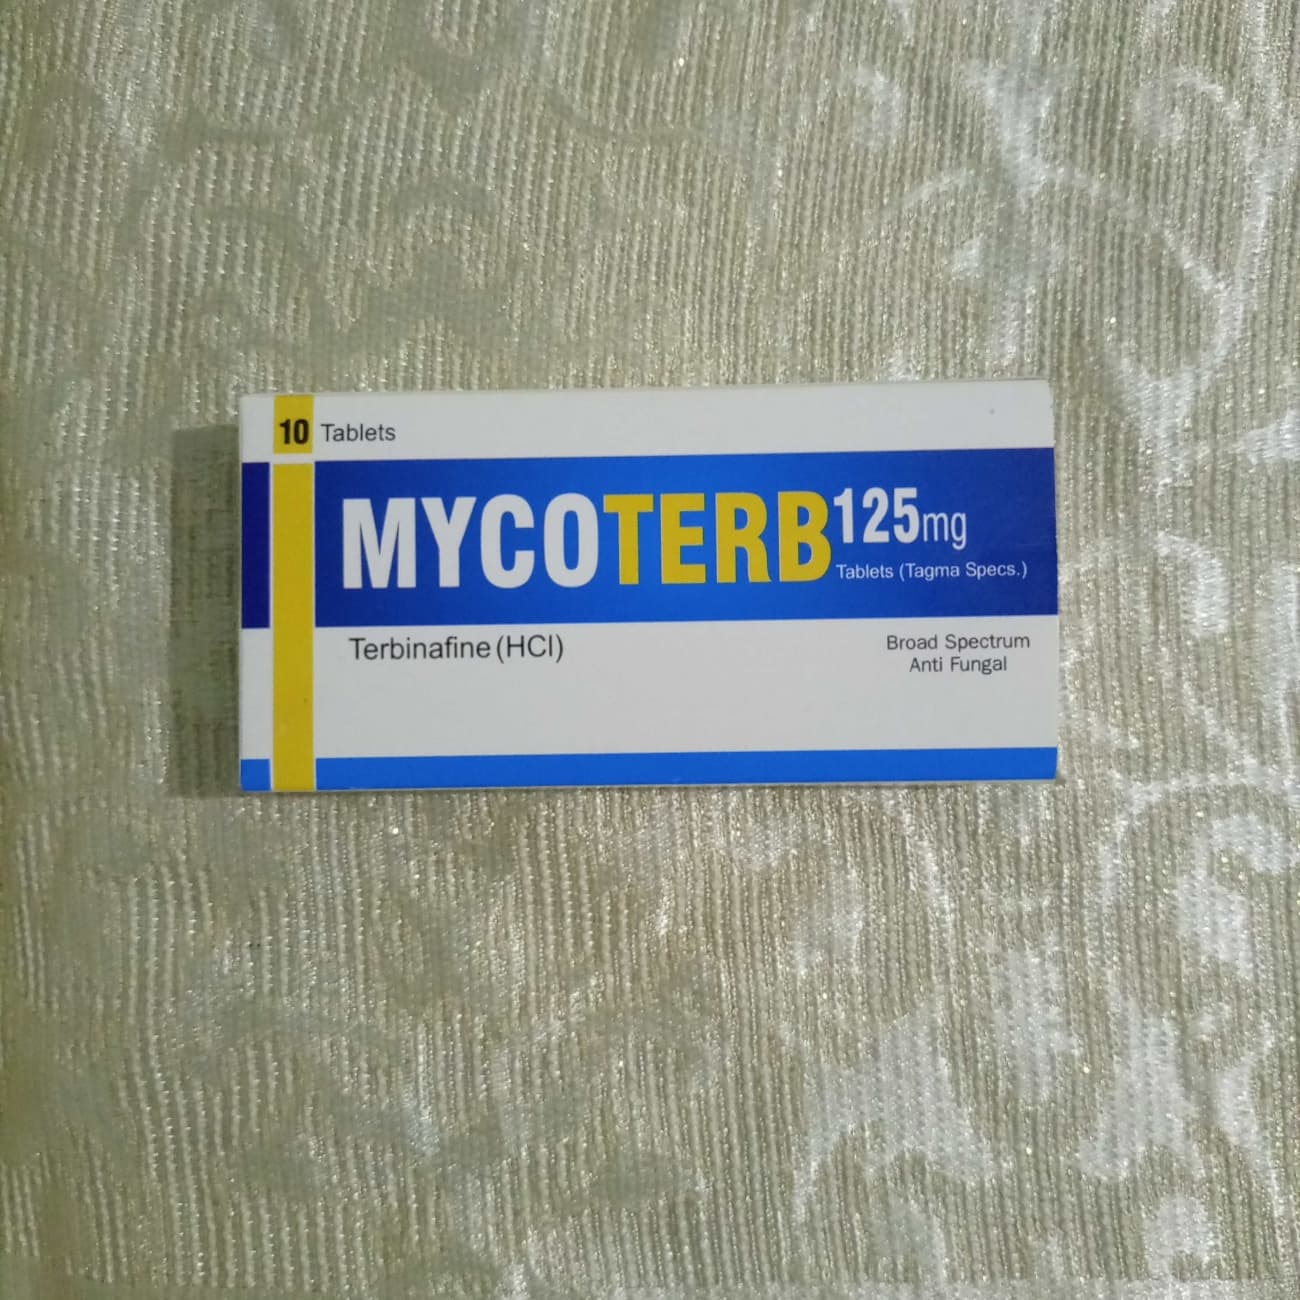 10 Tablets
MYCOTERB 125mg
Tablets (Tagma Specs.)
Terbinafine (HCl)
Broad Spectrum
Anti Fungal